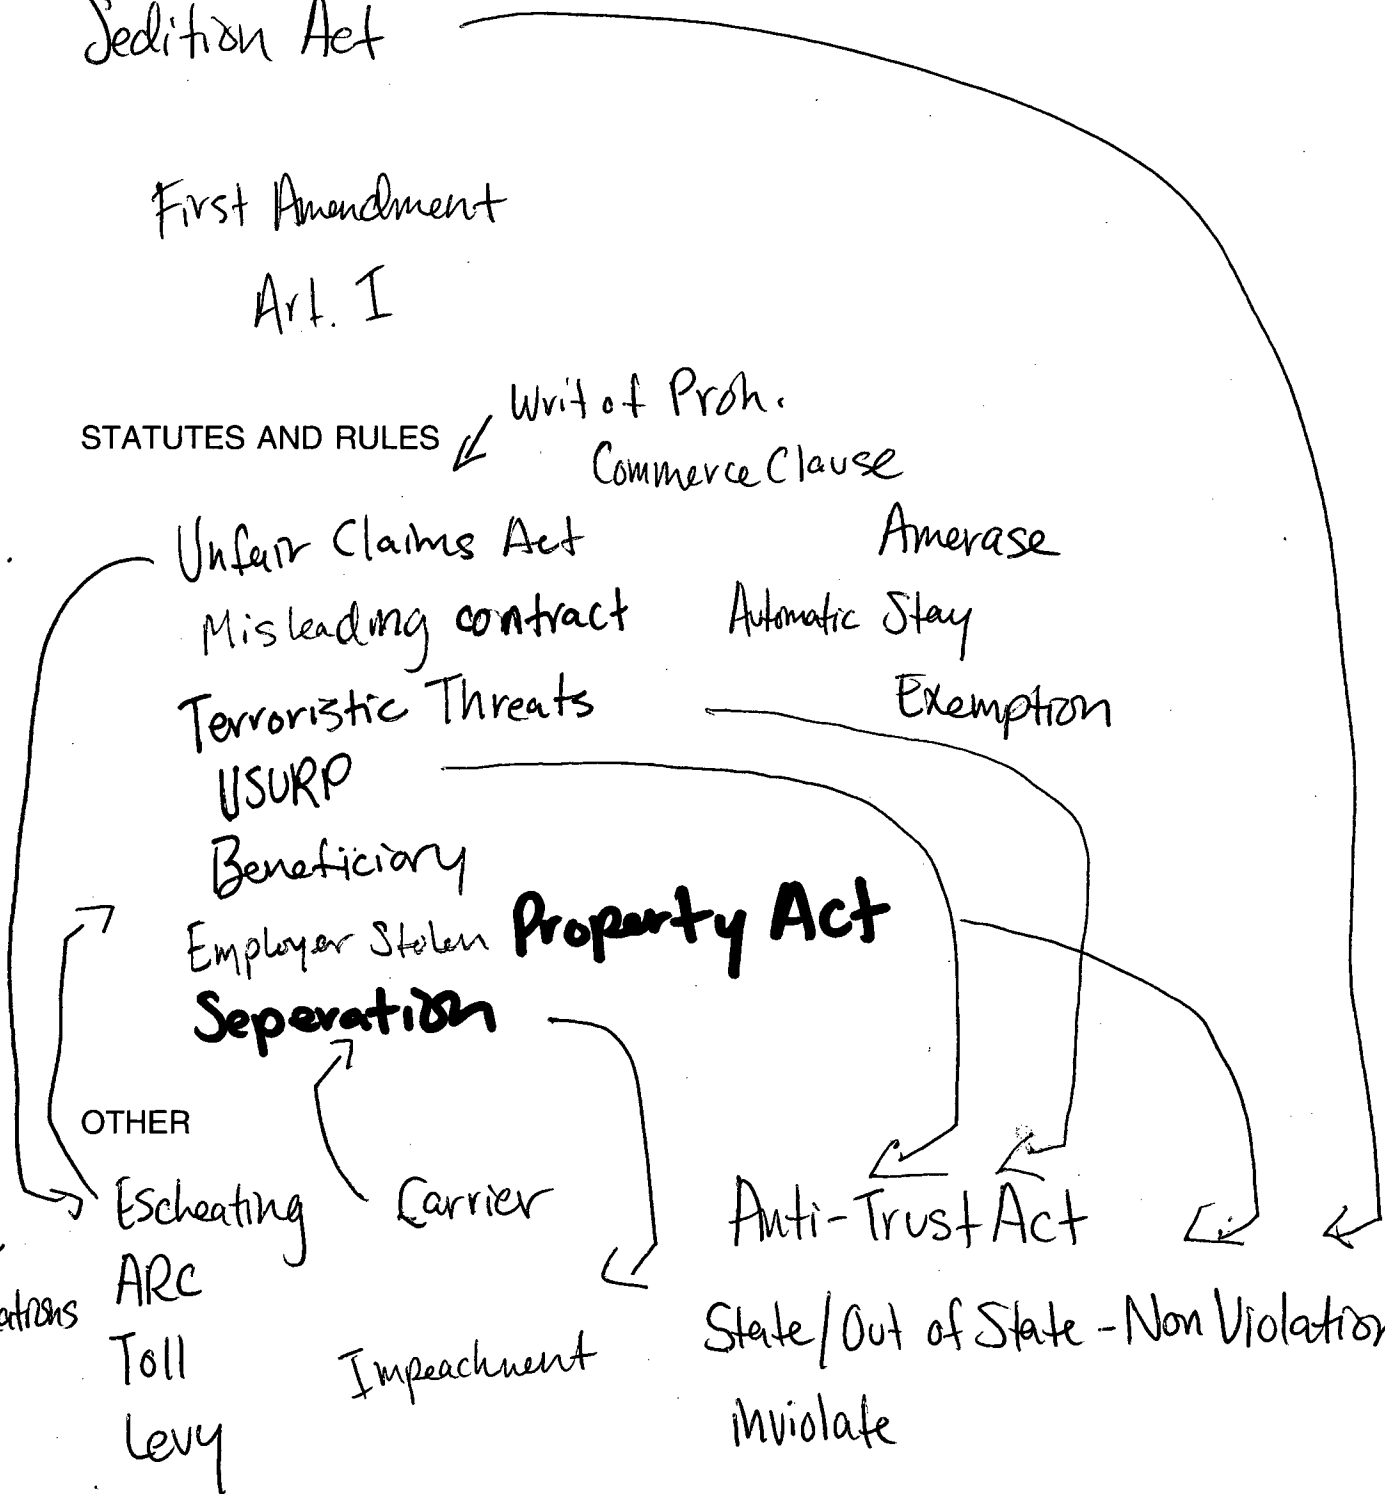 Sedition Act
First Amendment
Art. I
Writ of Proh.
STATUTES AND RULES
Commerce Clause
Unfair Claims Act
Amerase
Misleading contract
Automatic Stay
Terroristic Threats
Exemption
USURP
Beneficiary
Employer Stolen Property Act
Seperation
OTHER
Escheating
Carrier
Anti-Trust Act
ARC
State/Out of State - Non Violation
Toll
Impeachment
inviolate
Levy